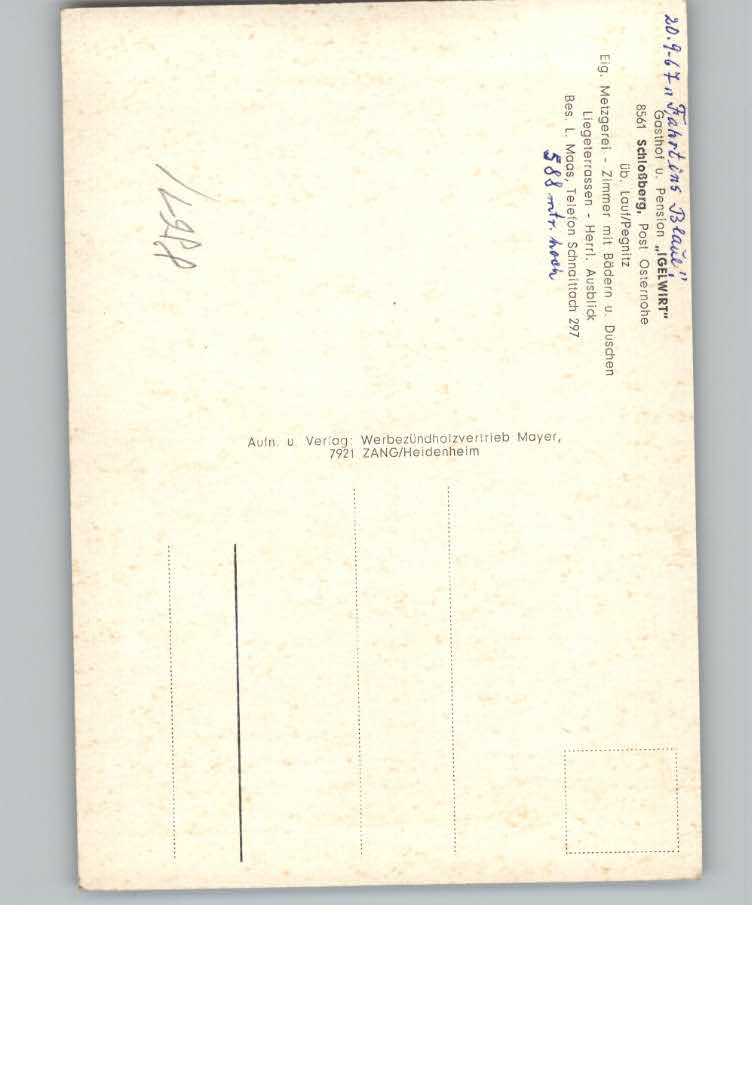 20.9-67 „Fahrt ins Blaue!"
Gasthof u. Pension „IGELWIRT"
8561 Schloßberg, Post Osternohe
üb. Lauf/Pegnitz
Eig. Metzgerei - Zimmer mit Bädern u. Duschen
Liegeterrassen - Herrl. Ausblick
Bes. L. Maas, Telefon Schnaittach 297
588 mtr. hoch
Aufn. u. Verlag: Werbezündholzvertrieb Mayer,
7921 ZANG/Heidenheim